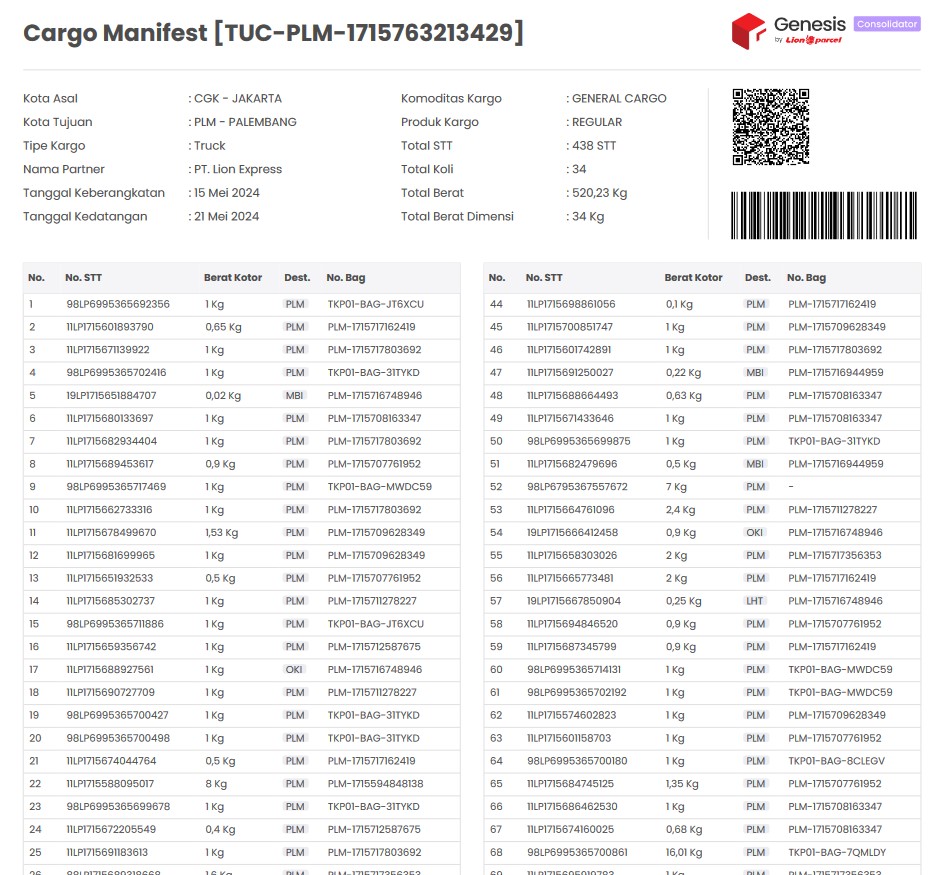 Cargo Manifest [TUC-PLM-1715763213429]
Genesis
by Lion parcel
Consolidator
Kota Asal : CGK - JAKARTA
Kota Tujuan : PLM - PALEMBANG
Tipe Kargo : Truck
Nama Partner : PT. Lion Express
Tanggal Keberangkatan : 15 Mei 2024
Tanggal Kedatangan : 21 Mei 2024
Komoditas Kargo : GENERAL CARGO
Produk Kargo : REGULAR
Total STT : 438 STT
Total Koli : 34
Total Berat : 520,23 Kg
Total Berat Dimensi : 34 Kg
No. No. STT Berat Kotor Dest. No. Bag
1 98LP6995365692356 1 Kg PLM TKP01-BAG-JT6XCU
2 11LP1715601893790 0,65 Kg PLM PLM-1715717162419
3 11LP1715671139922 1 Kg PLM PLM-1715717803692
4 98LP6995365702416 1 Kg PLM TKP01-BAG-31TYKD
5 19LP1715651884707 0,02 Kg MBI PLM-1715716748946
6 11LP1715680133697 1 Kg PLM PLM-1715708163347
7 11LP1715682934404 1 Kg PLM PLM-1715717803692
8 11LP1715689453617 0,9 Kg PLM PLM-1715707761952
9 98LP6995365717469 1 Kg PLM TKP01-BAG-MWDC59
10 11LP1715662733316 1 Kg PLM PLM-1715717803692
11 11LP1715678499670 1,53 Kg PLM PLM-1715709628349
12 11LP1715681699965 1 Kg PLM PLM-1715709628349
13 11LP1715651932533 0,5 Kg PLM PLM-1715707761952
14 11LP1715685302737 1 Kg PLM PLM-1715711278227
15 98LP6995365711886 1 Kg PLM TKP01-BAG-JT6XCU
16 11LP1715659356742 1 Kg PLM PLM-1715712587675
17 11LP1715688927561 1 Kg OKI PLM-1715716748946
18 11LP1715690727709 1 Kg PLM PLM-1715711278227
19 98LP6995365700427 1 Kg PLM TKP01-BAG-31TYKD
20 98LP6995365700498 1 Kg PLM TKP01-BAG-31TYKD
21 11LP1715674044764 0,5 Kg PLM PLM-1715717162419
22 11LP1715588095017 8 Kg PLM PLM-1715594848138
23 98LP6995365699678 1 Kg PLM TKP01-BAG-31TYKD
24 11LP1715672205549 0,4 Kg PLM PLM-1715712587675
25 11LP1715691183613 1 Kg PLM PLM-1715717803692
No. No. STT Berat Kotor Dest. No. Bag
44 11LP1715698861056 0,1 Kg PLM PLM-1715717162419
45 11LP1715700851747 1 Kg PLM PLM-1715709628349
46 11LP1715601742891 1 Kg PLM PLM-1715717803692
47 11LP1715691250027 0,22 Kg MBI PLM-1715716944959
48 11LP1715688664493 0,63 Kg PLM PLM-1715708163347
49 11LP1715671433646 1 Kg PLM PLM-1715708163347
50 98LP6995365699875 1 Kg PLM TKP01-BAG-31TYKD
51 11LP1715682479696 0,5 Kg MBI PLM-1715716944959
52 98LP6795367557672 7 Kg PLM -
53 11LP1715664761096 2,4 Kg PLM PLM-1715711278227
54 19LP1715666412458 0,9 Kg OKI PLM-1715716748946
55 11LP1715658303026 2 Kg PLM PLM-1715717356353
56 11LP1715665773481 2 Kg PLM PLM-1715717162419
57 19LP1715667850904 0,25 Kg LHT PLM-1715716748946
58 11LP1715694846520 0,9 Kg PLM PLM-1715707761952
59 11LP1715687345799 0,9 Kg PLM PLM-1715717162419
60 98LP6995365714131 1 Kg PLM TKP01-BAG-MWDC59
61 98LP6995365702192 1 Kg PLM TKP01-BAG-MWDC59
62 11LP1715574602823 1 Kg PLM PLM-1715709628349
63 11LP1715601158703 1 Kg PLM PLM-1715707761952
64 98LP6995365700180 1 Kg PLM TKP01-BAG-8CLEGV
65 11LP1715684745125 1,35 Kg PLM PLM-1715707761952
66 11LP1715686462530 1 Kg PLM PLM-1715708163347
67 11LP1715674160025 0,68 Kg PLM PLM-1715708163347
68 98LP6995365700861 16,01 Kg PLM TKP01-BAG-7QMLDY